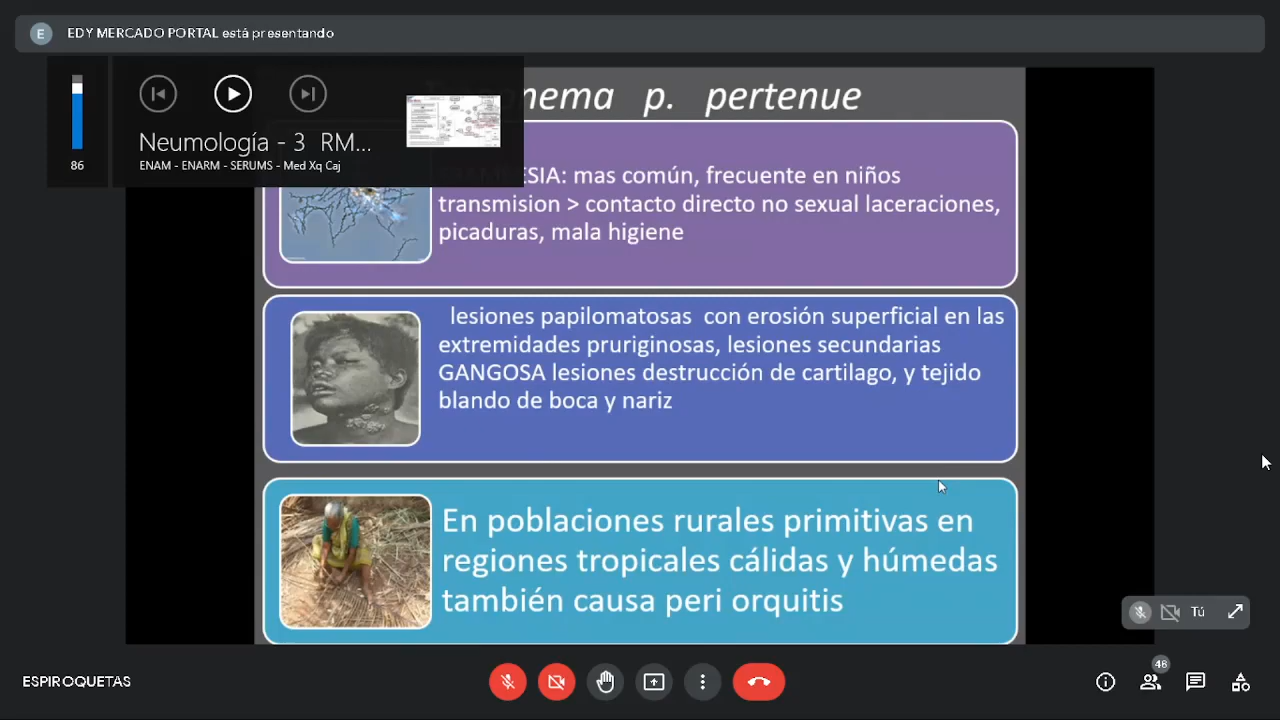 E EDY MERCADO PORTAL está presentando
86
Neumología - 3 RM...
ENAM - ENARM - SERUMS - Med Xq Caj
p. pertenue
mas común, frecuente en niños
transmision > contacto directo no sexual laceraciones,
picaduras, mala higiene
lesiones papilomatosas con erosión superficial en las
extremidades pruriginosas, lesiones secundarias
GANGOSA lesiones destrucción de cartilago, y tejido
blando de boca y nariz
En poblaciones rurales primitivas en
regiones tropicales cálidas y húmedas
también causa peri orquitis
Tú
ESPIROQUETAS
46